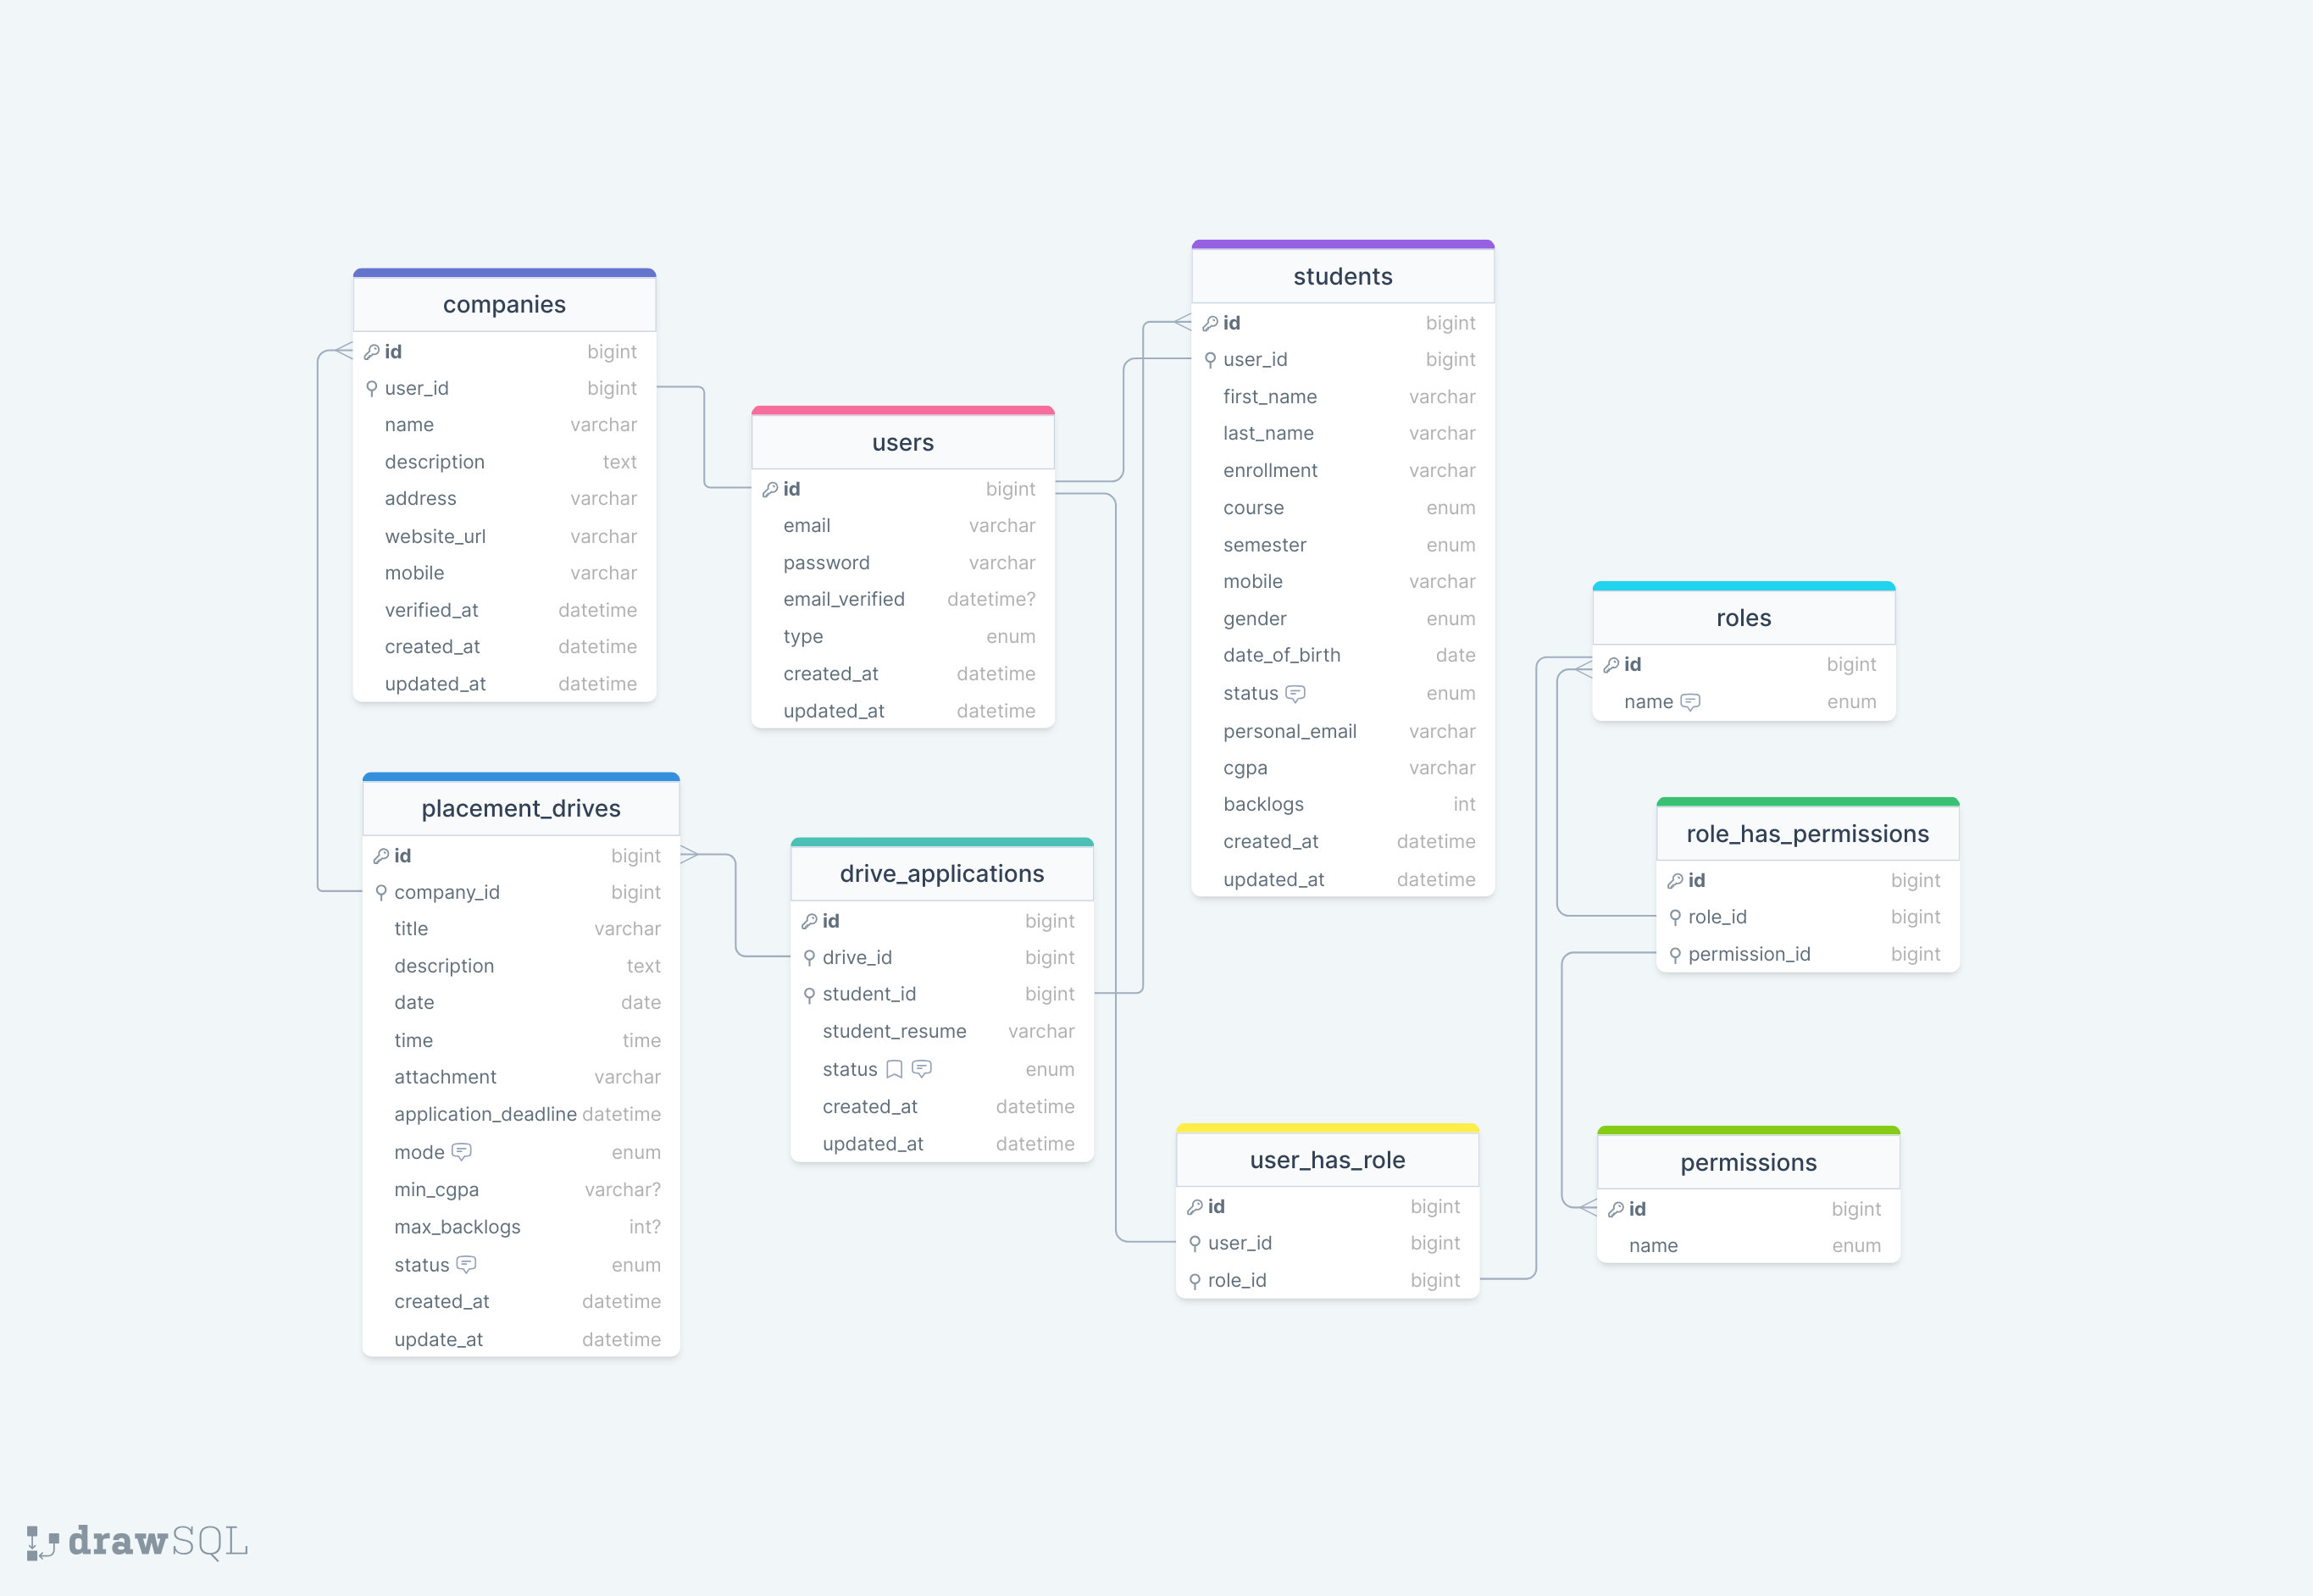 companies
id bigint
user_id bigint
name varchar
description text
address varchar
website_url varchar
mobile varchar
verified_at datetime
created_at datetime
updated_at datetime
users
id bigint
email varchar
password varchar
email_verified datetime?
type enum
created_at datetime
updated_at datetime
students
id bigint
user_id bigint
first_name varchar
last_name varchar
enrollment varchar
course enum
semester enum
mobile varchar
gender enum
date_of_birth date
status enum
personal_email varchar
cgpa varchar
backlogs int
created_at datetime
updated_at datetime
roles
id bigint
name enum
placement_drives
id bigint
company_id bigint
title varchar
description text
date date
time time
attachment varchar
application_deadline datetime
mode enum
min_cgpa varchar?
max_backlogs int?
status enum
created_at datetime
update_at datetime
drive_applications
id bigint
drive_id bigint
student_id bigint
student_resume varchar
status enum
created_at datetime
updated_at datetime
role_has_permissions
id bigint
role_id bigint
permission_id bigint
user_has_role
id bigint
user_id bigint
role_id bigint
permissions
id bigint
name enum
drawSQL